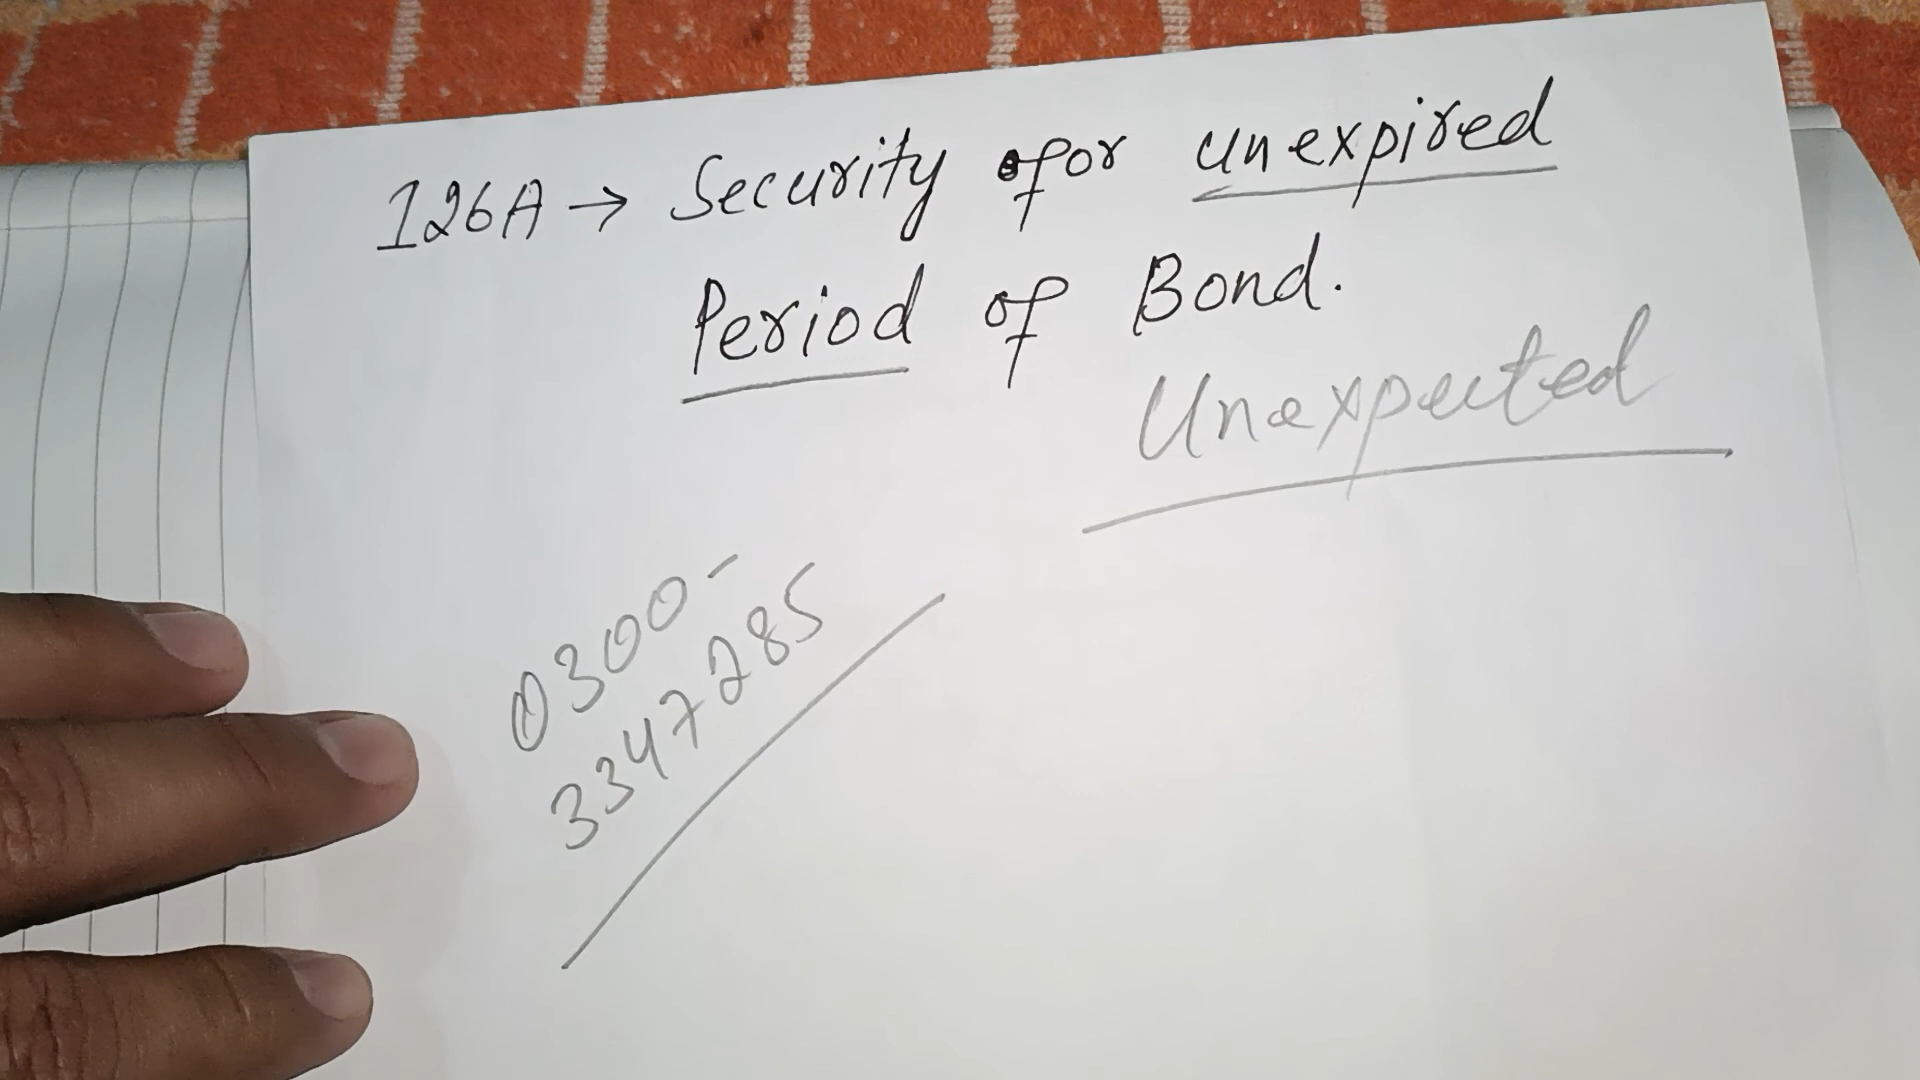 126A → Security for unexpired
Period of Bond.
Unexpected
0300-
3347285